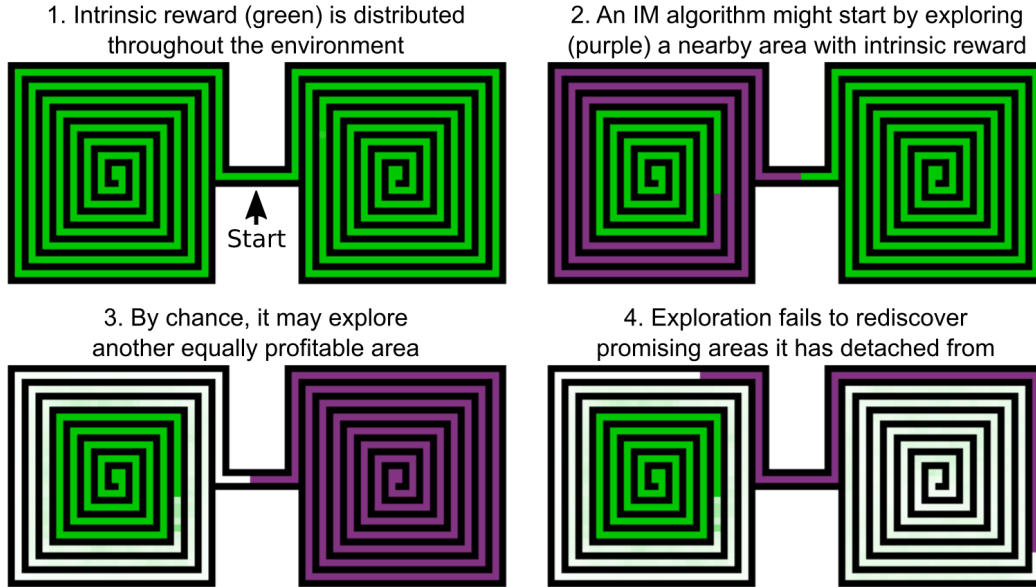 1. Intrinsic reward (green) is distributed
throughout the environment
2. An IM algorithm might start by exploring
(purple) a nearby area with intrinsic reward
Start
3. By chance, it may explore
another equally profitable area
4. Exploration fails to rediscover
promising areas it has detached from